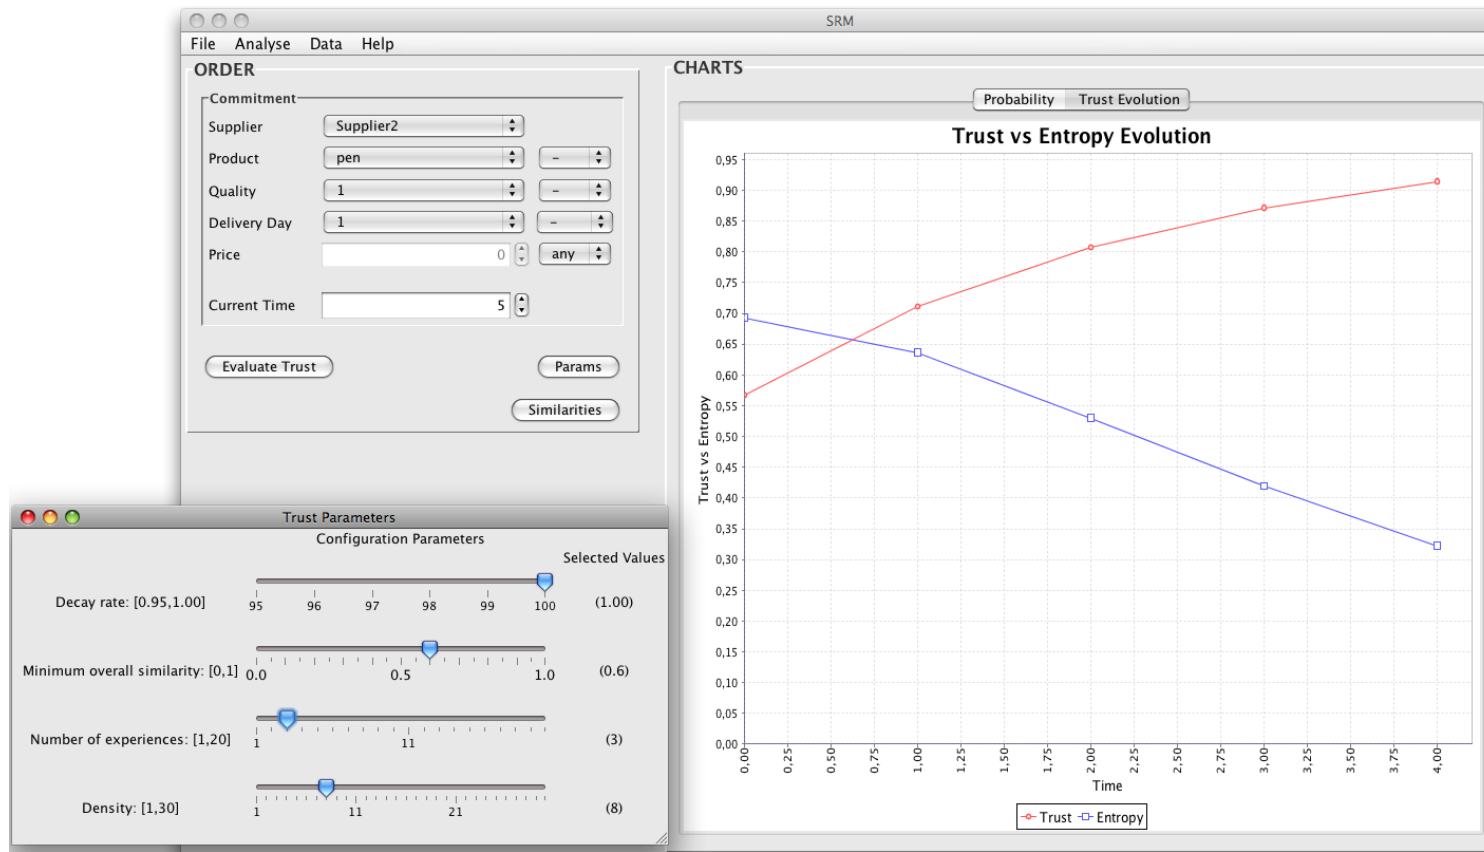 SRM
File Analyse Data Help
ORDER
Commitment
Supplier Supplier2
Product pen -
Quality 1 -
Delivery Day 1 -
Price 0 any
Current Time 5
Evaluate Trust Params
Similarities
CHARTS
Probability Trust Evolution
Trust vs Entropy Evolution
0,95
0,90
0,85
0,80
0,75
0,70
0,65
0,60
0,55
0,50
0,45
0,40
0,35
0,30
0,25
0,20
0,15
0,10
0,05
0,00
Trust vs Entropy
0,00 0,25 0,50 0,75 1,00 1,25 1,50 1,75 2,00 2,25 2,50 2,75 3,00 3,25 3,50 3,75 4,00
Time
Trust Entropy
Trust Parameters
Configuration Parameters
Selected Values
Decay rate: [0.95,1.00] 95 96 97 98 99 100 (1.00)
Minimum overall similarity: [0,1] 0.0 0.5 1.0 (0.6)
Number of experiences: [1,20] 1 11 (3)
Density: [1,30] 1 11 21 (8)